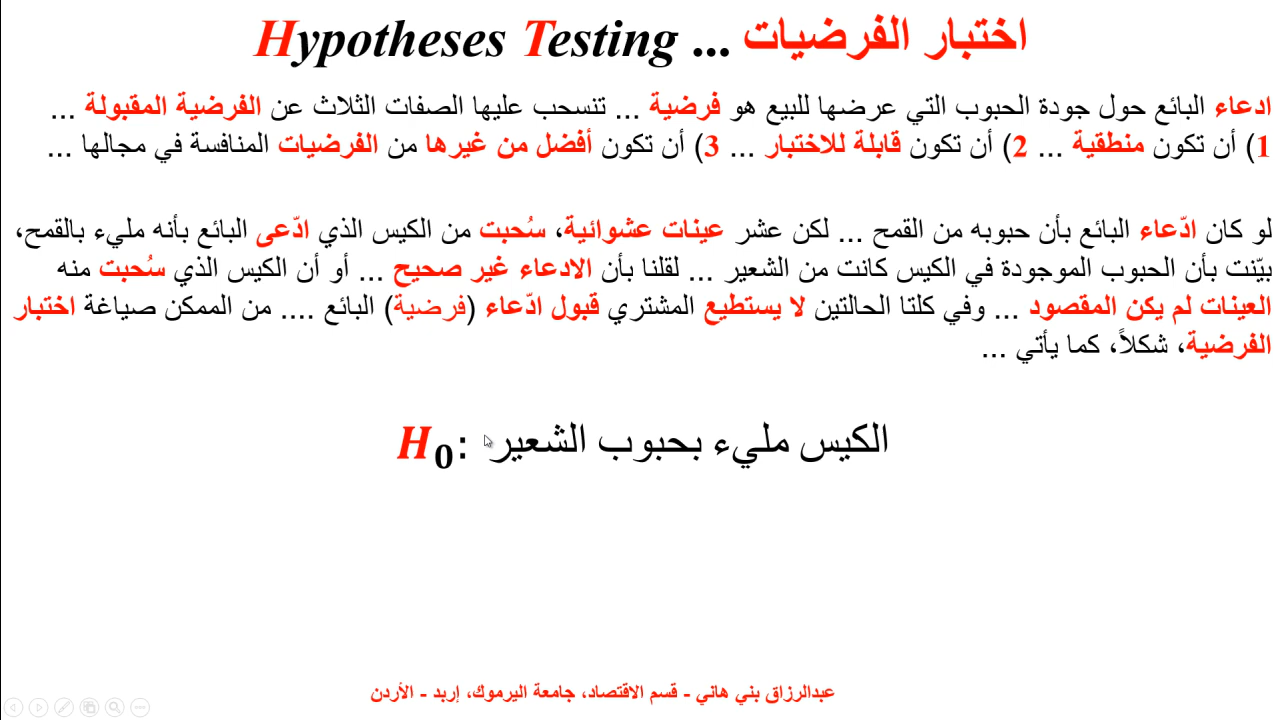 اختبار الفرضيات ... Hypotheses Testing
ادعاء البائع حول جودة الحبوب التي عرضها للبيع هو فرضية ... تنسحب عليها الصفات الثلاث عن الفرضية المقبولة ...
1) أن تكون منطقية ... 2) أن تكون قابلة للاختبار ... 3) أن تكون أفضل من غيرها من الفرضيات المنافسة في مجالها ...
لو كان ادّعاء البائع بأن حبوبه من القمح ... لكن عشر عينات عشوائية، سُحبت من الكيس الذي ادّعى البائع بأنه مليء بالقمح،
بيّنت بأن الحبوب الموجودة في الكيس كانت من الشعير ... لقلنا بأن الادعاء غير صحيح ... أو أن الكيس الذي سُحبت منه
العينات لم يكن المقصود ... وفي كلتا الحالتين لا يستطيع المشتري قبول ادّعاء (فرضية) البائع .... من الممكن صياغة اختبار
الفرضية، شكلاً، كما يأتي ...
H0: الكيس مليء بحبوب الشعير
عبدالرزاق بني هاني - قسم الاقتصاد، جامعة اليرموك، إربد - الأردن